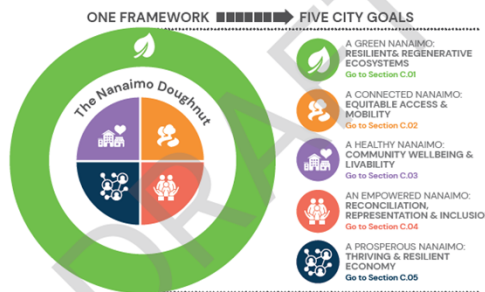 ONE FRAMEWORK FIVE CITY GOALS
The Nanaimo Doughnut
A GREEN NANAIMO:
RESILIENT& REGENERATIVE
ECOSYSTEMS
Go to Section C.01
A CONNECTED NANAIMO:
EQUITABLE ACCESS &
MOBILITY
Go to Section C.02
A HEALTHY NANAIMO:
COMMUNITY WELLBEING &
LIVABILITY
Go to Section C.03
AN EMPOWERED NANAIMO:
RECONCILIATION,
REPRESENTATION & INCLUSIO
Go to Section C.04
A PROSPEROUS NANAIMO:
THRIVING & RESILIENT
ECONOMY
Go to Section C.05
DRAFT